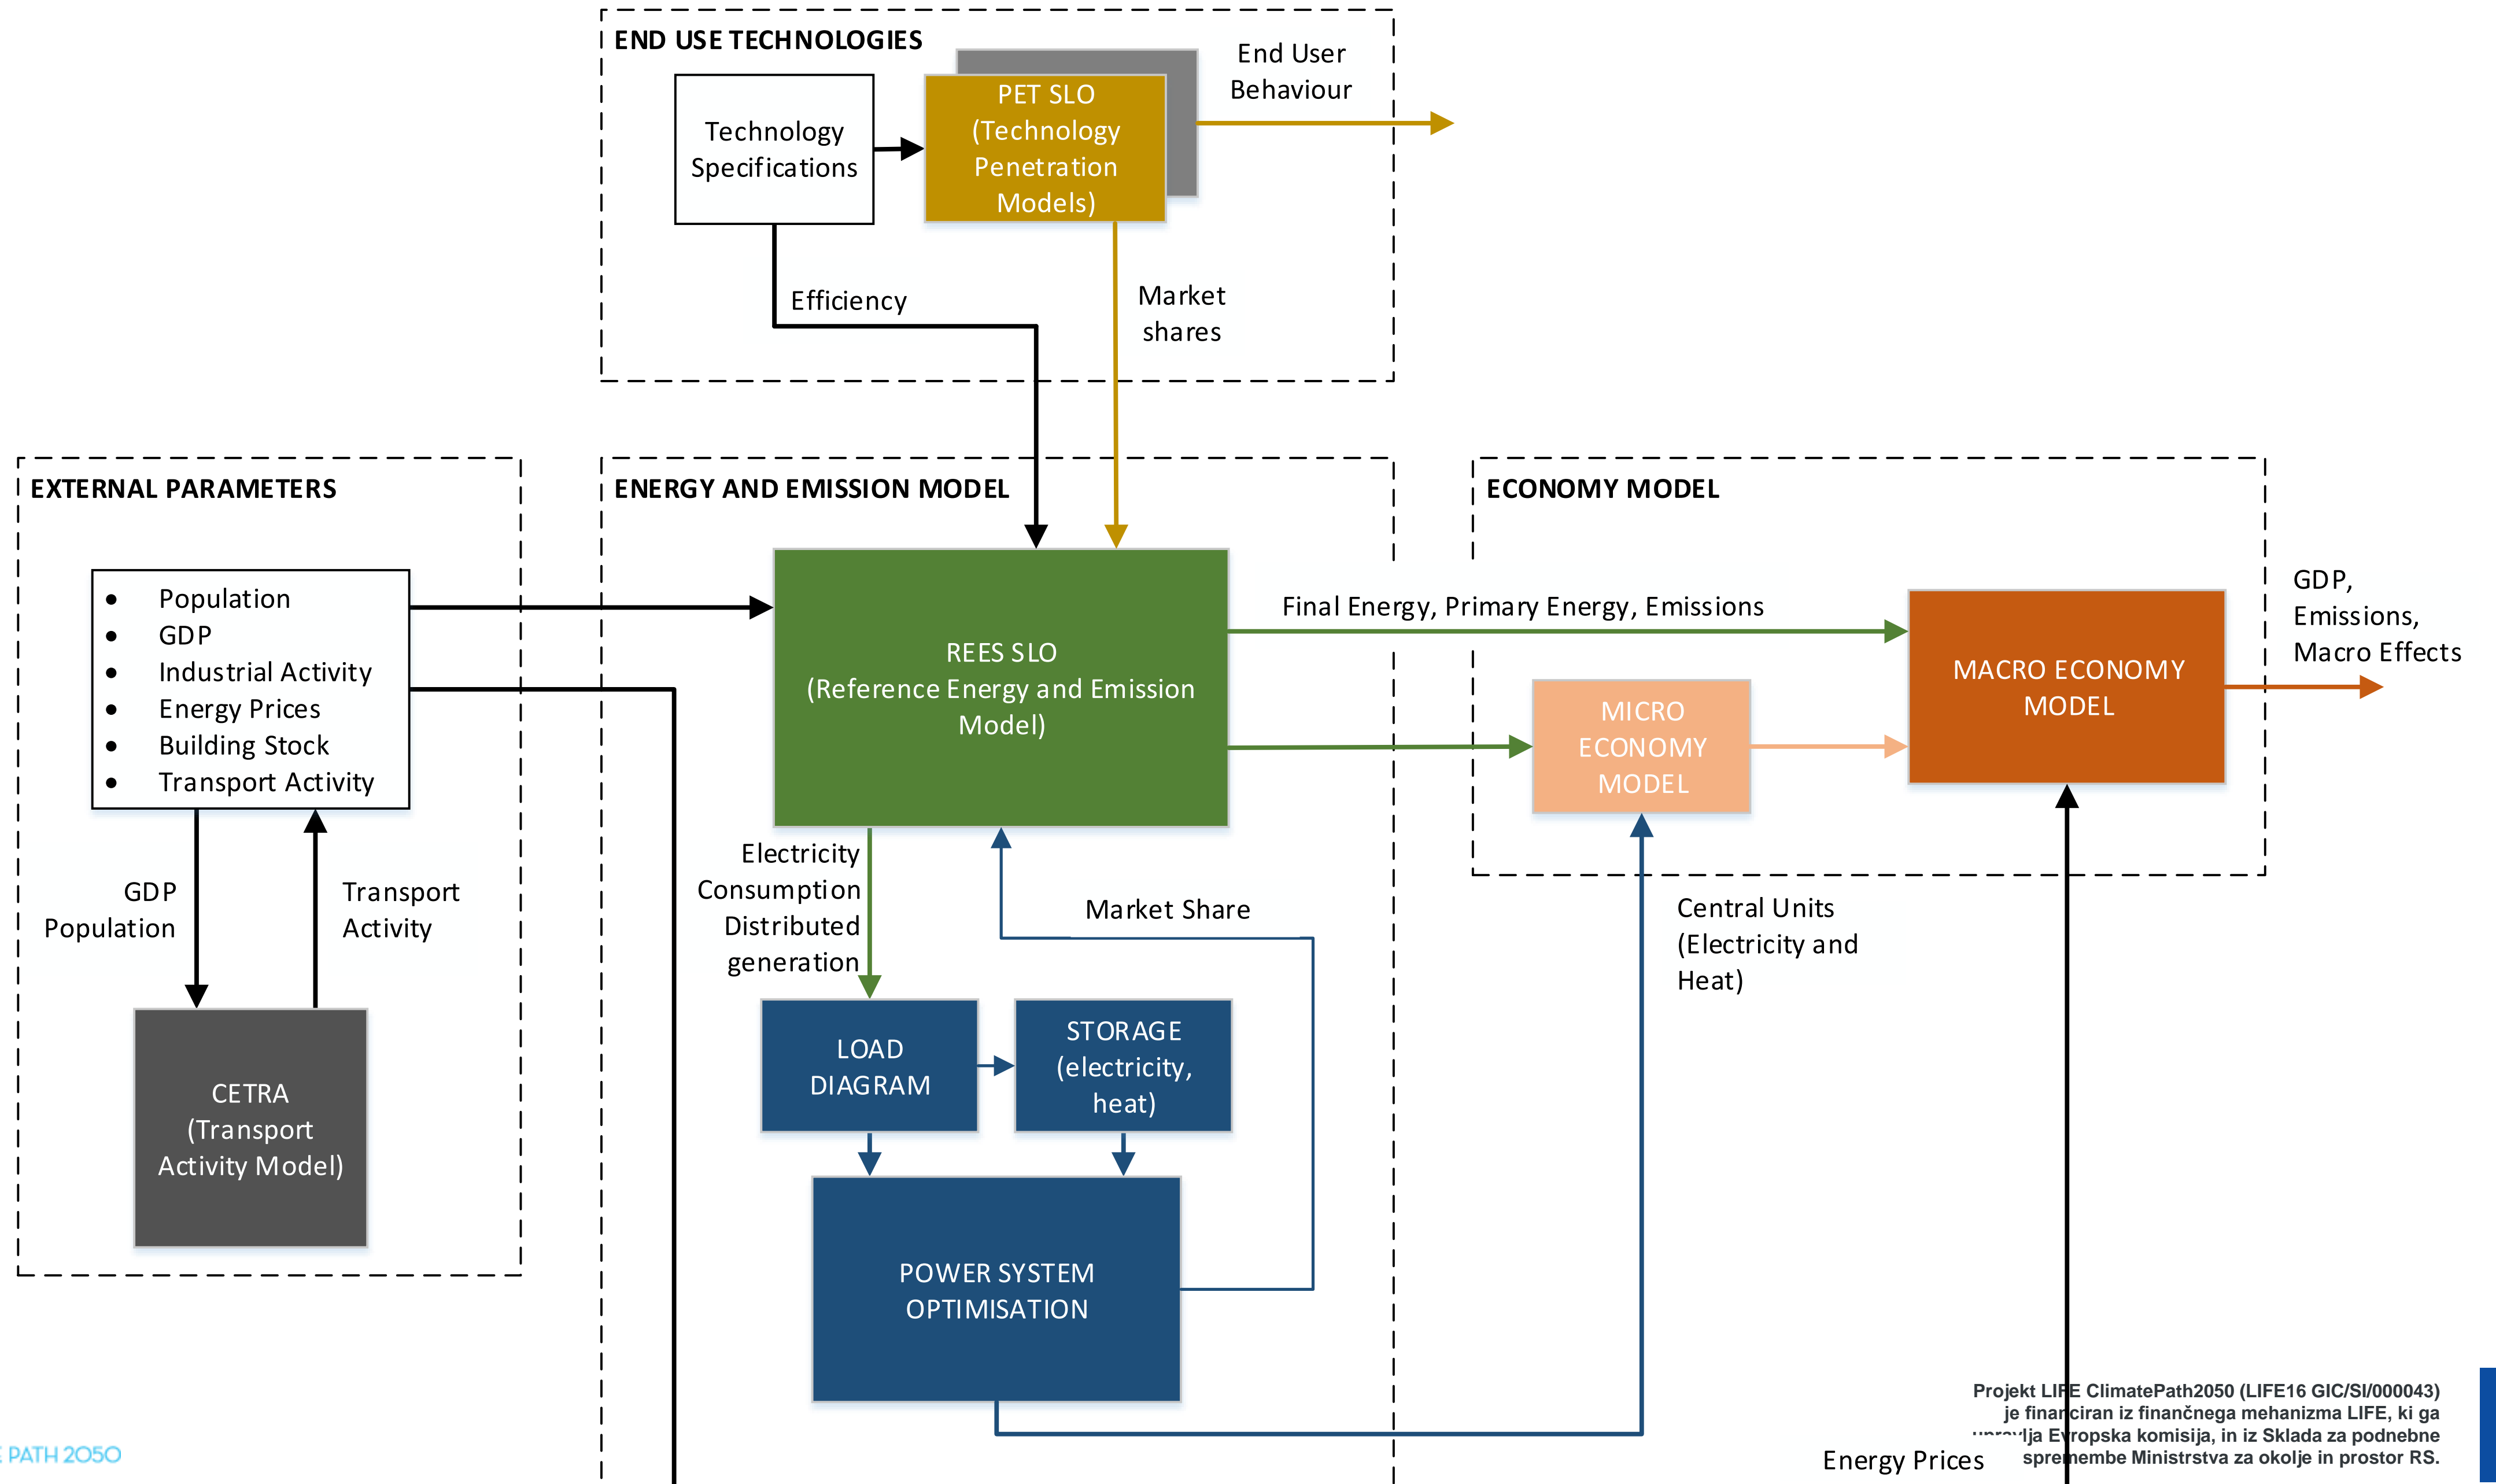 END USE TECHNOLOGIES
Technology
Specifications
PET SLO
(Technology
Penetration
Models)
End User
Behaviour
Efficiency
Market
shares
EXTERNAL PARAMETERS
• Population
• GDP
• Industrial Activity
• Energy Prices
• Building Stock
• Transport Activity
GDP
Population
Transport
Activity
CETRA
(Transport
Activity Model)
ENERGY AND EMISSION MODEL
REES SLO
(Reference Energy and Emission
Model)
Electricity
Consumption
Distributed
generation
Market Share
LOAD
DIAGRAM
STORAGE
(electricity,
heat)
POWER SYSTEM
OPTIMISATION
ECONOMY MODEL
Final Energy, Primary Energy, Emissions
MICRO
ECONOMY
MODEL
MACRO ECONOMY
MODEL
GDP,
Emissions,
Macro Effects
Central Units
(Electricity and
Heat)
Energy Prices
Projekt LIFE ClimatePath2050 (LIFE16 GIC/SI/000043)
je financiran iz finančnega mehanizma LIFE, ki ga
upravlja Evropska komisija, in iz Sklada za podnebne
spremembe Ministrstva za okolje in prostor RS.
PATH 2050